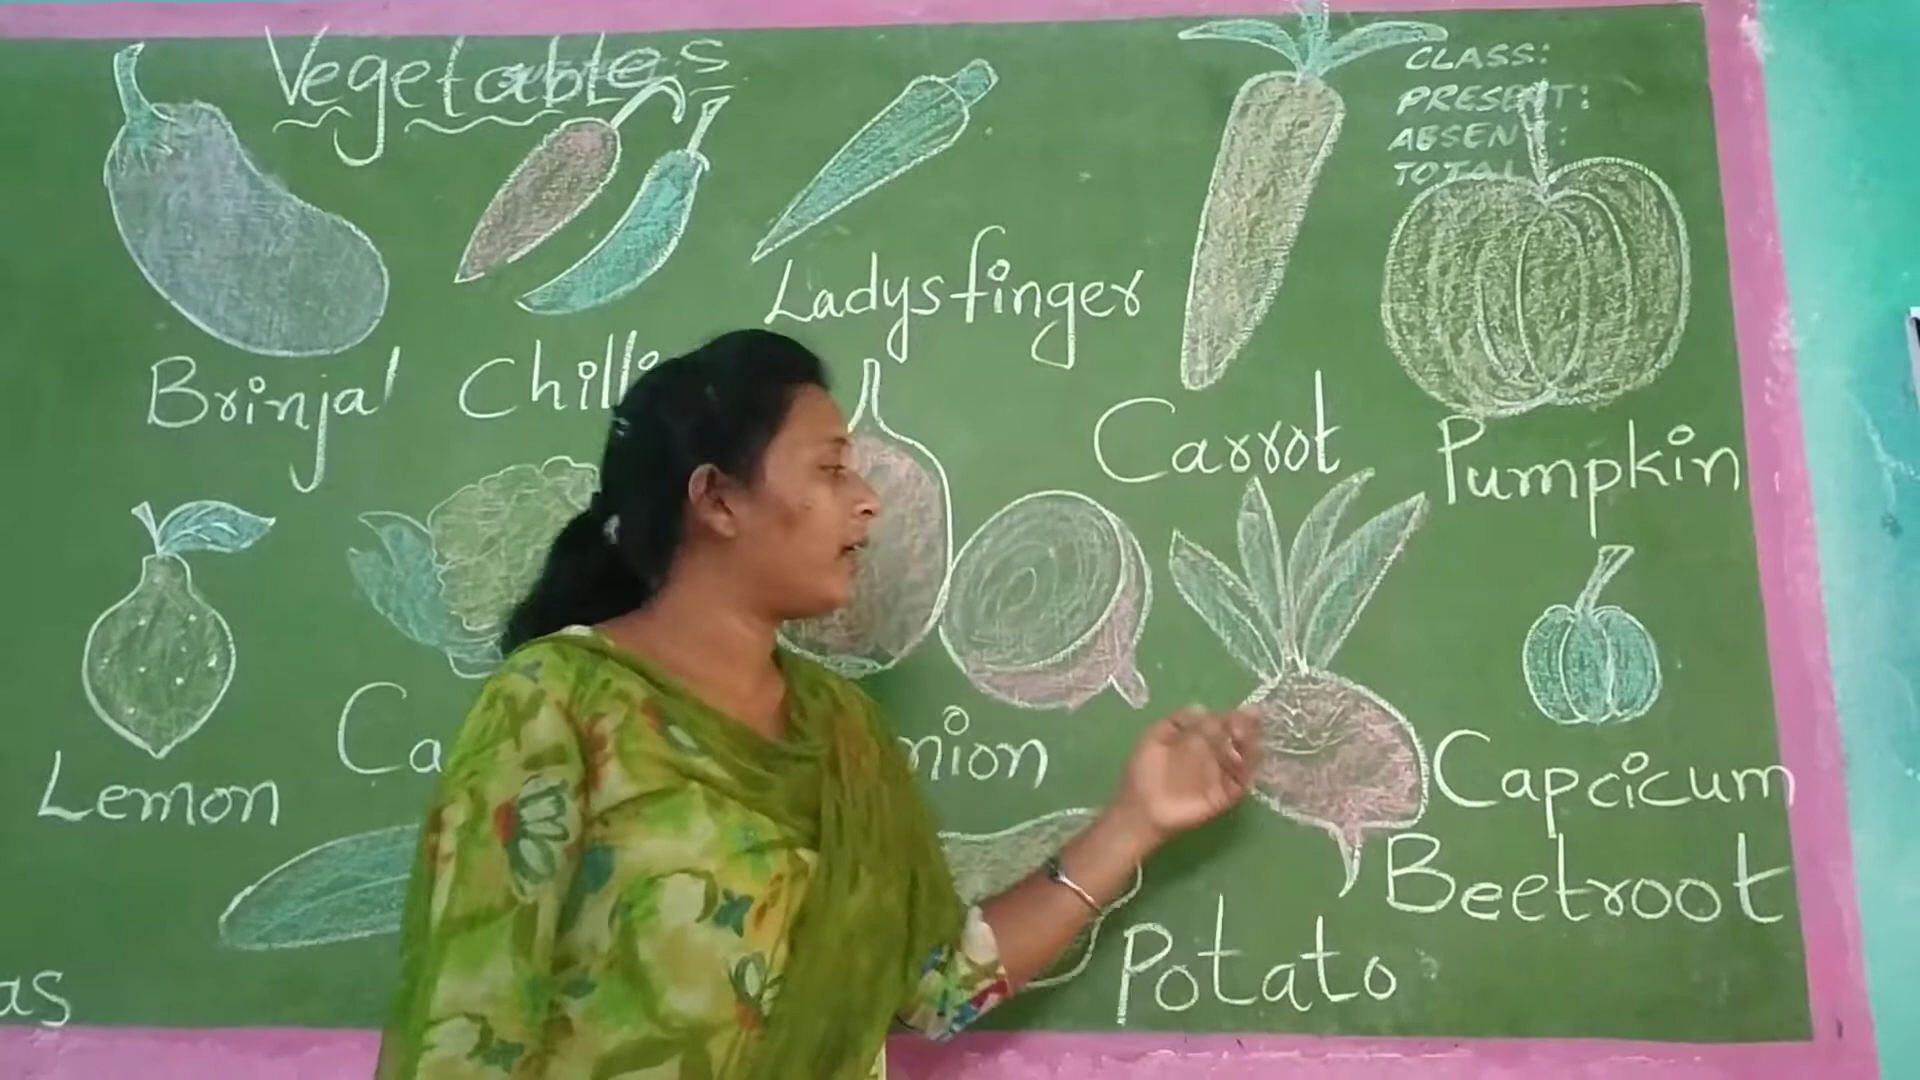 Vegetables
CLASS:
PRESENT:
ABSENT:
TOTAL
Ladysfinger
Brinjal
Chilli
Carrot
Pumpkin
Lemon
Ca
nion
Capcicum
Beetroot
Potato
as